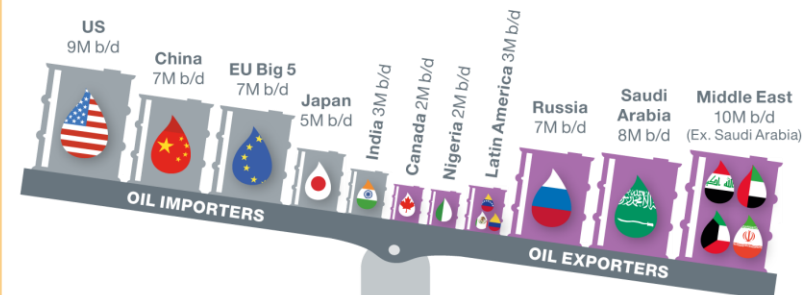 US
9M b/d
China
7M b/d
EU Big 5
7M b/d
Japan
5M b/d
India 3M b/d
Canada 2M b/d
Nigeria 2M b/d
Latin America 3M b/d
Russia
7M b/d
Saudi
Arabia
8M b/d
Middle East
10M b/d
(Ex. Saudi Arabia)
OIL IMPORTERS
OIL EXPORTERS